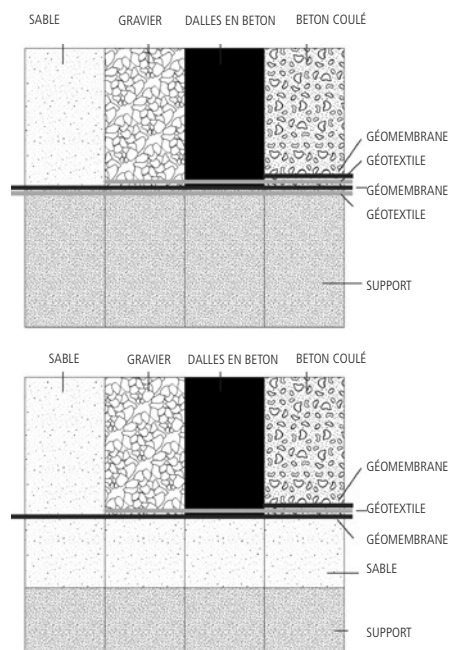 SABLE
GRAVIER
DALLES EN BETON
BETON COULÉ
GÉOMEMBRANE
GÉOTEXTILE
GÉOMEMBRANE
GÉOTEXTILE
SUPPORT
SABLE
GRAVIER
DALLES EN BETON
BETON COULÉ
GÉOMEMBRANE
GÉOTEXTILE
GÉOMEMBRANE
SABLE
SUPPORT